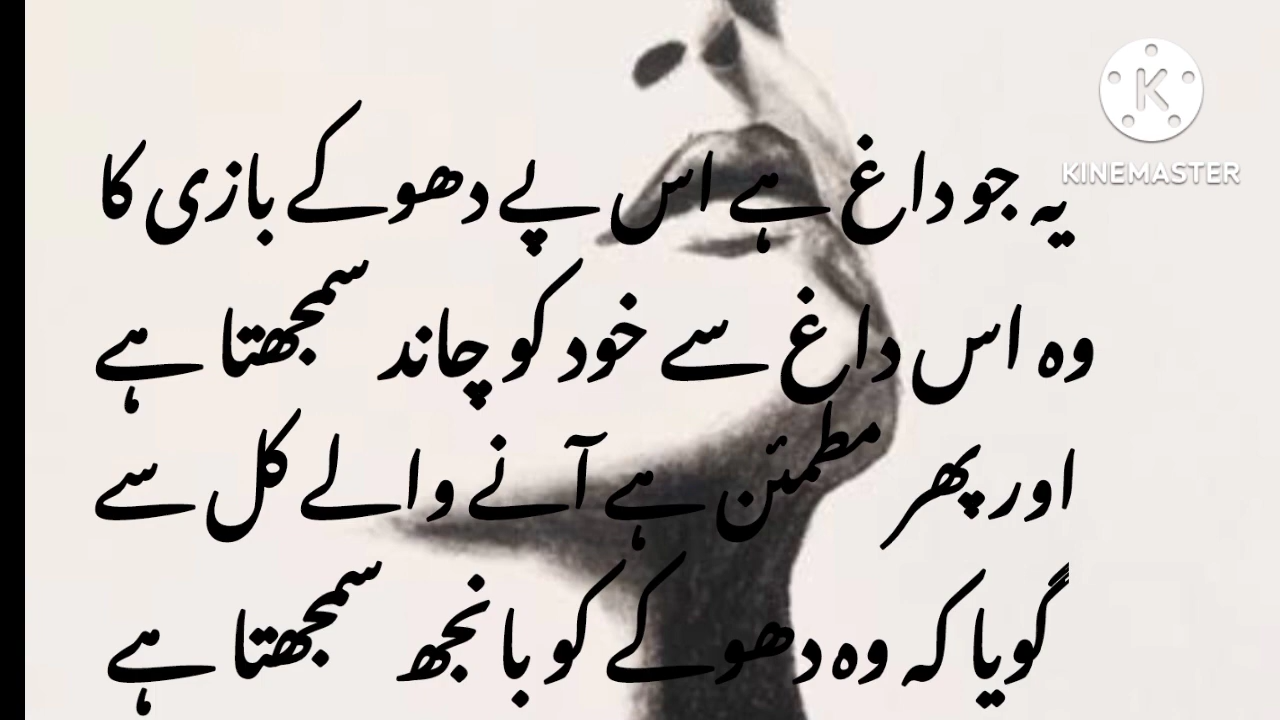 KINEMASTER
یہ جو داغ ہے اس پے دھوکے بازی کا
وہ اس داغ سے خود کو چاند سمجھتا ہے
اور پھر مطمئن ہے آنے والے کل سے
گویا کہ وہ دھوکے کو بانجھ سمجھتا ہے